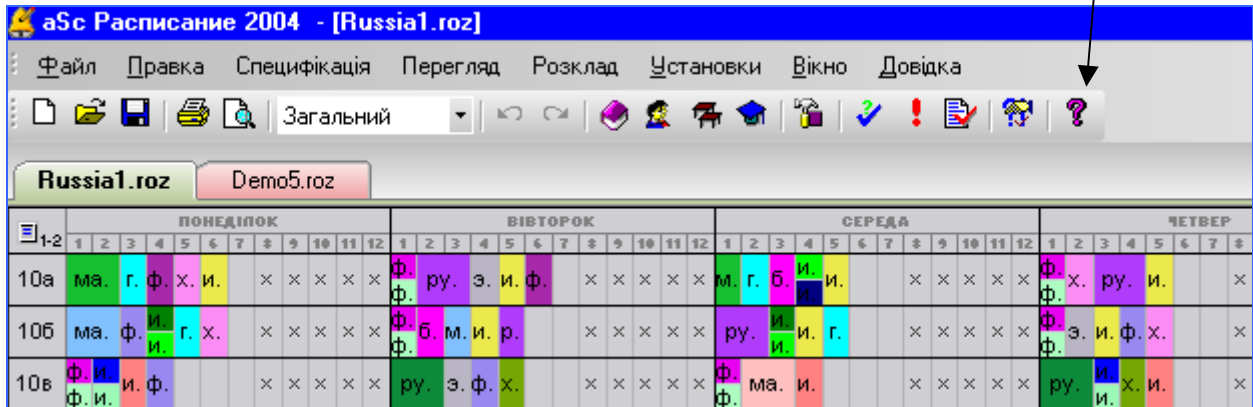 aSc Расписание 2004 - [Russia1.roz]
Файл Правка Специфікація Перегляд Розклад Установки Вікно Довідка
Загальний
Russia1.roz Demo5.roz
1-2 ПОНЕДІЛОК ВІВТОРОК СЕРЕДА ЧЕТВЕР
1 2 3 4 5 6 7 8 9 10 11 12 1 2 3 4 5 6 7 8 9 10 11 12 1 2 3 4 5 6 7 8 9 10 11 12 1 2 3 4 5 6 7 8
10а ма. г. ф. х. и. × × × × × ф. ф. ру. э. и. ф. × × × × × м. г. б. и. и. и. × × × × × ф. ф. х. ру. и. ×
10б ма. ф. и. и. г. х. × × × × × ф. ф. б. м. и. р. × × × × × ру. и. и. и. г. × × × × × ф. ф. э. и. ф. х. ×
10в ф. ф. и. и. и. ф. × × × × × ру. э. ф. х. × × × × × ф. ф. ма. и. × × × × × ру. и. и. х. и. ×